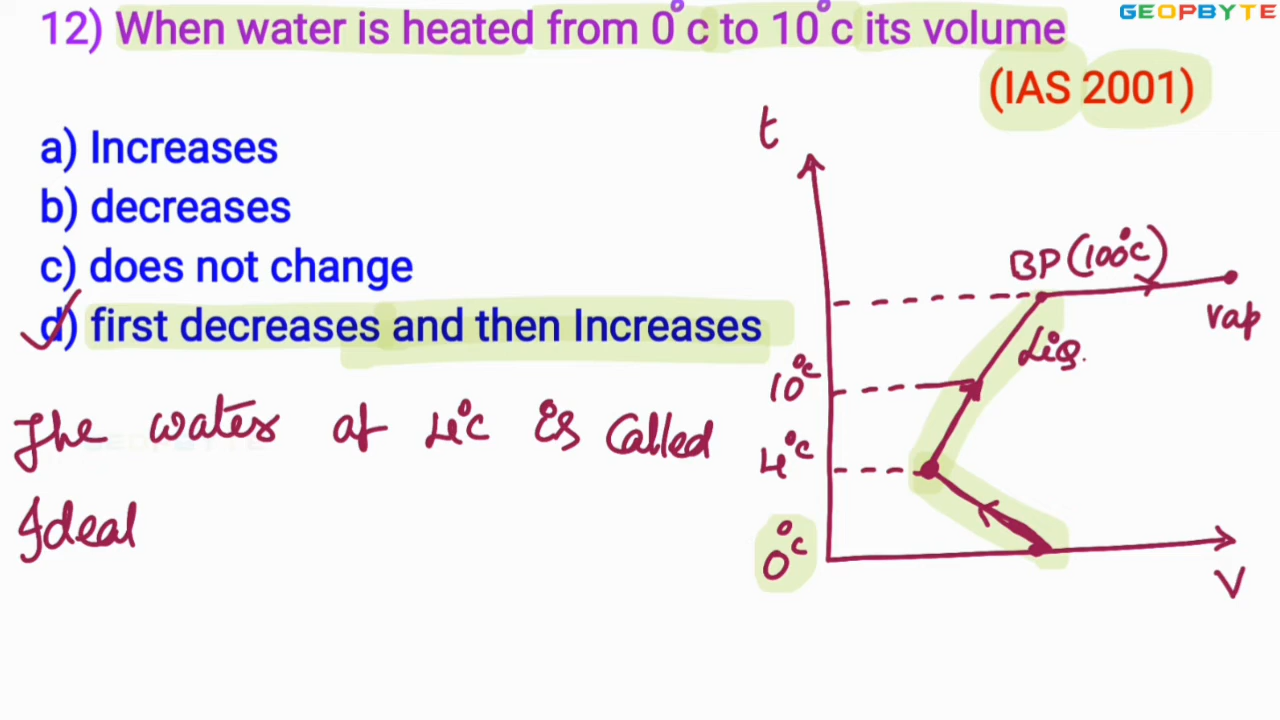 GEOPBYTE
12) When water is heated from 0°c to 10°c its volume
(IAS 2001)
a) Increases
b) decreases
c) does not change
d) first decreases and then Increases
The water at 4°C is Called
Ideal
t
BP (100°C)
vap
Liq.
10°C
4°C
0°C
V